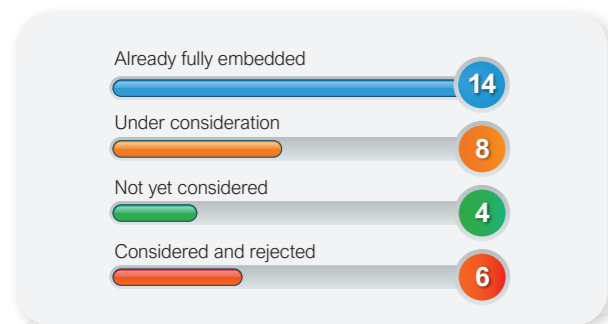 Already fully embedded
14
Under consideration
8
Not yet considered
4
Considered and rejected
6